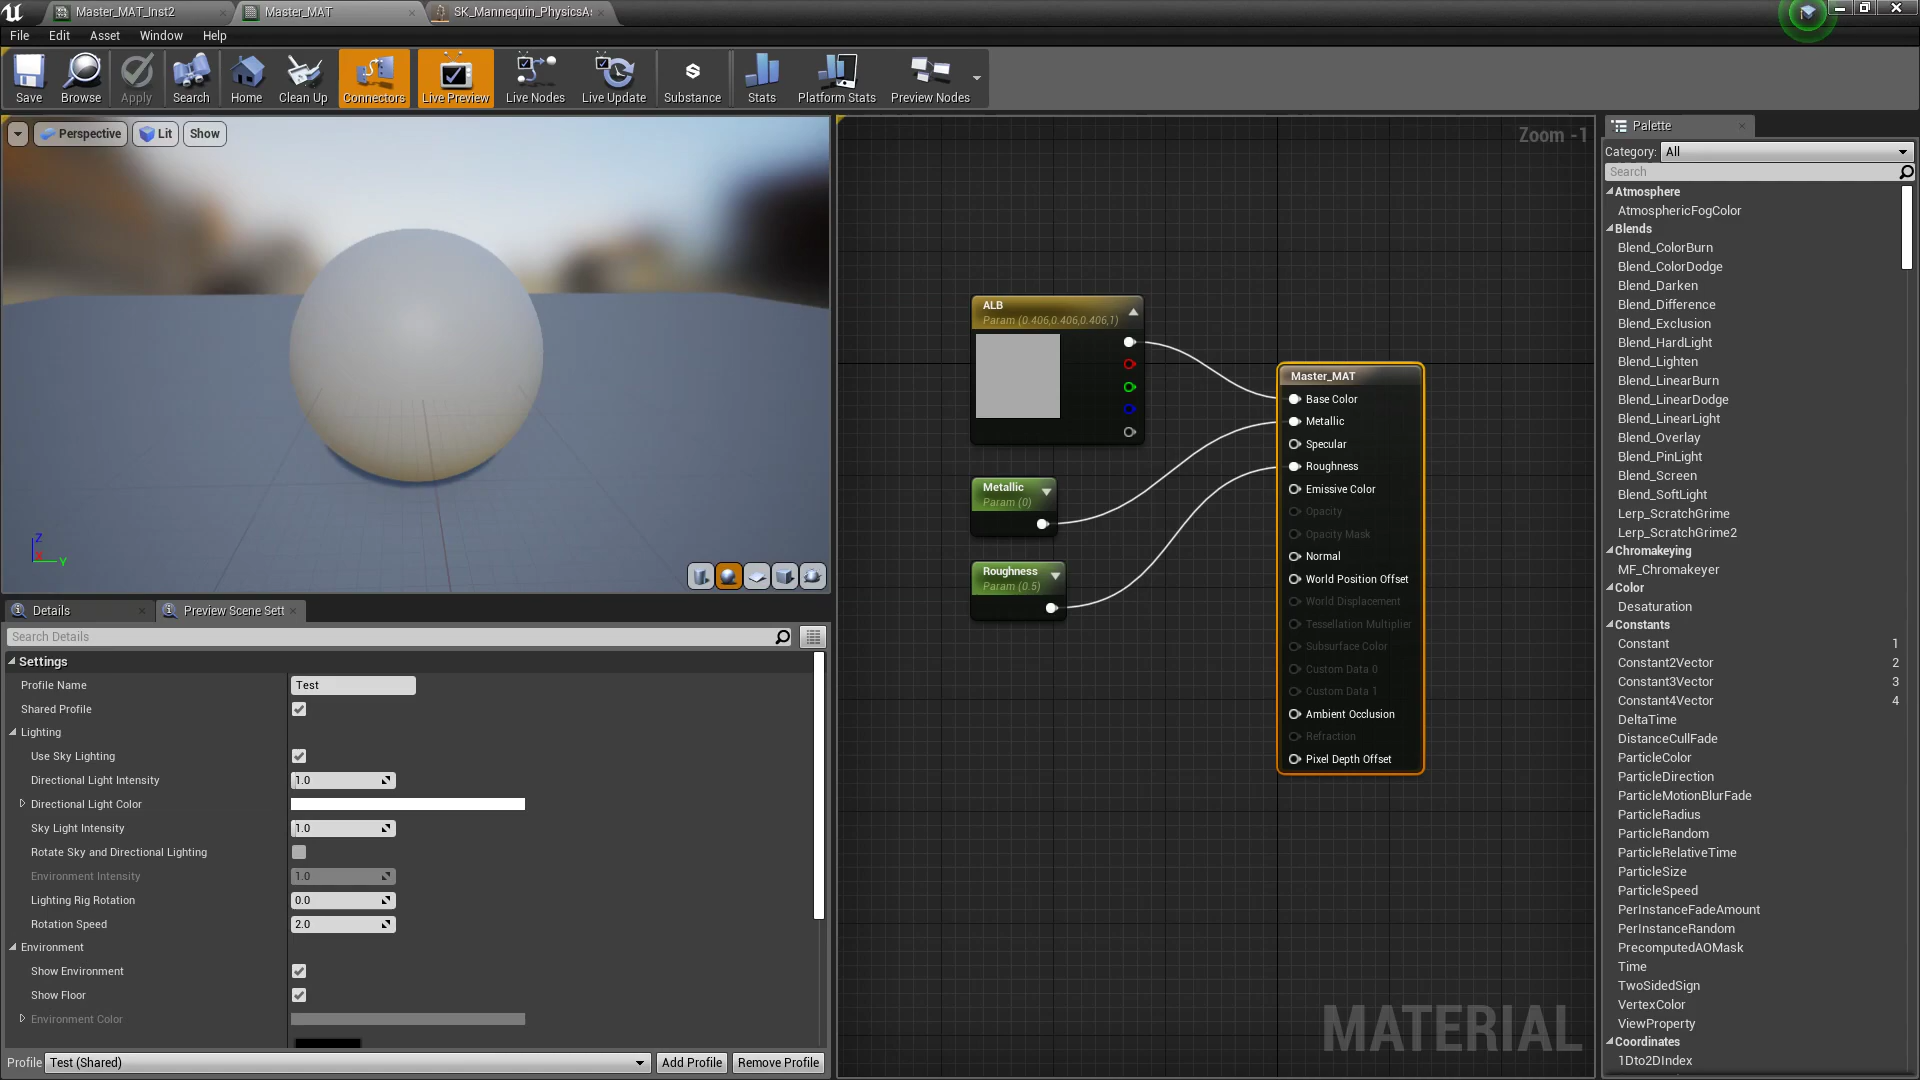 Master_MAT_Inst2
Master_MAT
SK_Mannequin_PhysicsAs
File Edit Asset Window Help
Save
Browse
Apply
Search
Home
Clean Up
Connectors
Live Preview
Live Nodes
Live Update
Substance
Stats
Platform Stats
Preview Nodes
Perspective
Lit
Show
Z
X
Y
Details
Preview Scene Sett
Search Details
Settings
Profile Name Test
Shared Profile
Lighting
Use Sky Lighting
Directional Light Intensity 1.0
Directional Light Color
Sky Light Intensity 1.0
Rotate Sky and Directional Lighting
Environment Intensity 1.0
Lighting Rig Rotation 0.0
Rotation Speed 2.0
Environment
Show Environment
Show Floor
Environment Color
Profile Test (Shared) Add Profile Remove Profile
Zoom -1
ALB
Param (0.406,0.406,0.406,1)
Metallic
Param (0)
Roughness
Param (0.5)
Master_MAT
Base Color
Metallic
Specular
Roughness
Emissive Color
Opacity
Opacity Mask
Normal
World Position Offset
World Displacement
Tessellation Multiplier
Subsurface Color
Custom Data 0
Custom Data 1
Ambient Occlusion
Refraction
Pixel Depth Offset
MATERIAL
Palette
Category: All
Search
Atmosphere
AtmosphericFogColor
Blends
Blend_ColorBurn
Blend_ColorDodge
Blend_Darken
Blend_Difference
Blend_Exclusion
Blend_HardLight
Blend_Lighten
Blend_LinearBurn
Blend_LinearDodge
Blend_LinearLight
Blend_Overlay
Blend_PinLight
Blend_Screen
Blend_SoftLight
Lerp_ScratchGrime
Lerp_ScratchGrime2
Chromakeying
MF_Chromakeyer
Color
Desaturation
Constants
Constant 1
Constant2Vector 2
Constant3Vector 3
Constant4Vector 4
DeltaTime
DistanceCullFade
ParticleColor
ParticleDirection
ParticleMotionBlurFade
ParticleRadius
ParticleRandom
ParticleRelativeTime
ParticleSize
ParticleSpeed
PerInstanceFadeAmount
PerInstanceRandom
PrecomputedAOMask
Time
TwoSidedSign
VertexColor
ViewProperty
Coordinates
1Dto2DIndex